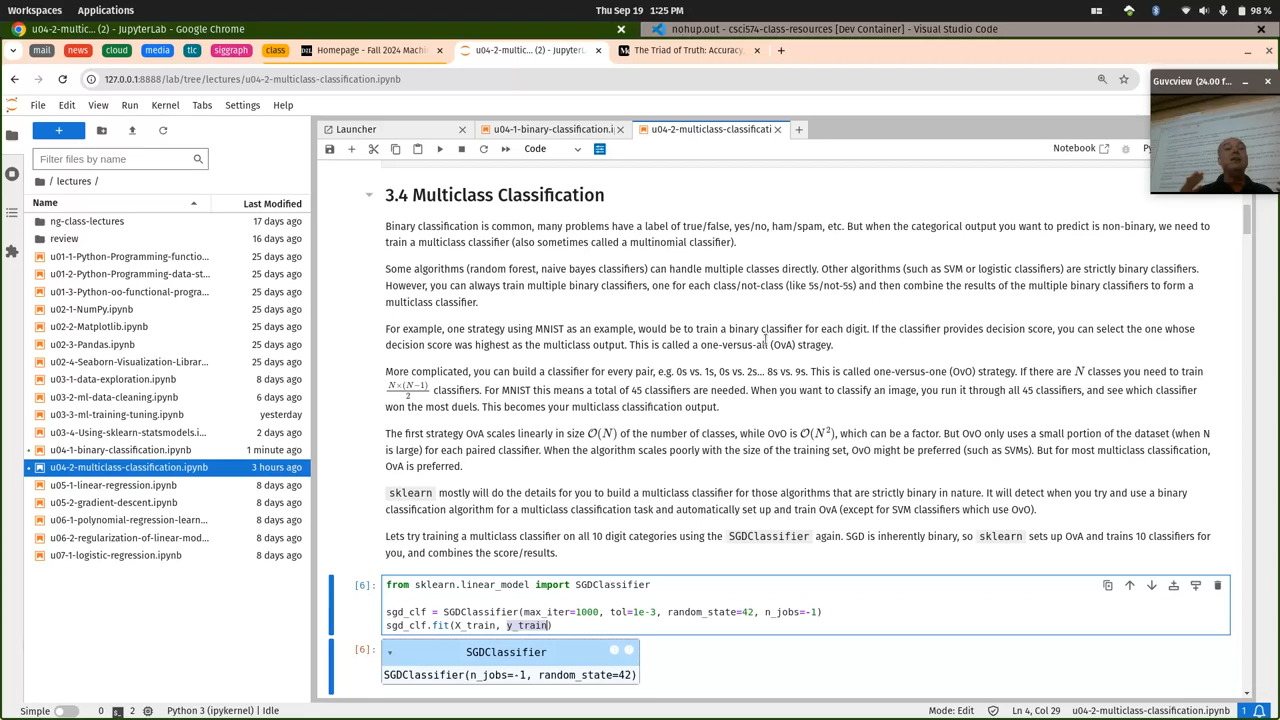 Workspaces Applications Thu Sep 19 1:25 PM 98 %
u04-2-multic... (2) - JupyterLab - Google Chrome
nohup.out - csci574-class-resources [Dev Container] - Visual Studio Code
mail news cloud media tlc siggraph class Homepage - Fall 2024 Machi u04-2-multic... (2) - JupyterL The Triad of Truth: Accuracy,
127.0.0.1:8888/lab/tree/lectures/u04-2-multiclass-classification.ipynb
Guvcview (24.00 f...
File Edit View Run Kernel Tabs Settings Help
Launcher u04-1-binary-classification.i u04-2-multiclass-classificati
Code Notebook
Filter files by name
/ lectures /
Name Last Modified
ng-class-lectures 17 days ago
review 16 days ago
u01-1-Python-Programming-functio... 25 days ago
u01-2-Python-Programming-data-st... 25 days ago
u01-3-Python-oo-functional-progra... 25 days ago
u02-1-NumPy.ipynb 25 days ago
u02-2-Matplotlib.ipynb 25 days ago
u02-3-Pandas.ipynb 25 days ago
u02-4-Seaborn-Visualization-Librar... 25 days ago
u03-1-data-exploration.ipynb 8 days ago
u03-2-ml-data-cleaning.ipynb 6 days ago
u03-3-ml-training-tuning.ipynb yesterday
u03-4-Using-sklearn-statsmodels.i... 2 days ago
u04-1-binary-classification.ipynb 1 minute ago
u04-2-multiclass-classification.ipynb 3 hours ago
u05-1-linear-regression.ipynb 8 days ago
u05-2-gradient-descent.ipynb 8 days ago
u06-1-polynomial-regression-learn... 8 days ago
u06-2-regularization-of-linear-mod... 8 days ago
u07-1-logistic-regression.ipynb 8 days ago
3.4 Multiclass Classification
Binary classification is common, many problems have a label of true/false, yes/no, ham/spam, etc. But when the categorical output you want to predict is non-binary, we need to
train a multiclass classifier (also sometimes called a multinomial classifier).
Some algorithms (random forest, naive bayes classifiers) can handle multiple classes directly. Other algorithms (such as SVM or logistic classifiers) are strictly binary classifiers.
However, you can always train multiple binary classifiers, one for each class/not-class (like 5s/not-5s) and then combine the results of the multiple binary classifiers to form a
multiclass classifier.
For example, one strategy using MNIST as an example, would be to train a binary classifier for each digit. If the classifier provides decision score, you can select the one whose
decision score was highest as the multiclass output. This is called a one-versus-all (OvA) stragey.
More complicated, you can build a classifier for every pair, e.g. 0s vs. 1s, 0s vs. 2s... 8s vs. 9s. This is called one-versus-one (OvO) strategy. If there are N classes you need to train
N×(N−1)/2 classifiers. For MNIST this means a total of 45 classifiers are needed. When you want to classify an image, you run it through all 45 classifiers, and see which classifier
won the most duels. This becomes your multiclass classification output.
The first strategy OvA scales linearly in size O(N) of the number of classes, while OvO is O(N²), which can be a factor. But OvO only uses a small portion of the dataset (when N
is large) for each paired classifier. When the algorithm scales poorly with the size of the training set, OvO might be preferred (such as SVMs). But for most multiclass classification,
OvA is preferred.
sklearn mostly will do the details for you to build a multiclass classifier for those algorithms that are strictly binary in nature. It will detect when you try and use a binary
classification algorithm for a multiclass classification task and automatically set up and train OvA (except for SVM classifiers which use OvO).
Lets try training a multiclass classifier on all 10 digit categories using the SGDClassifier again. SGD is inherently binary, so sklearn sets up OvA and trains 10 classifiers for
you, and combines the score/results.
[6]: from sklearn.linear_model import SGDClassifier
sgd_clf = SGDClassifier(max_iter=1000, tol=1e-3, random_state=42, n_jobs=-1)
sgd_clf.fit(X_train, y_train)
[6]: SGDClassifier
SGDClassifier(n_jobs=-1, random_state=42)
Simple 0 2 Python 3 (ipykernel) | Idle Mode: Edit Ln 4, Col 29 u04-2-multiclass-classification.ipynb 1